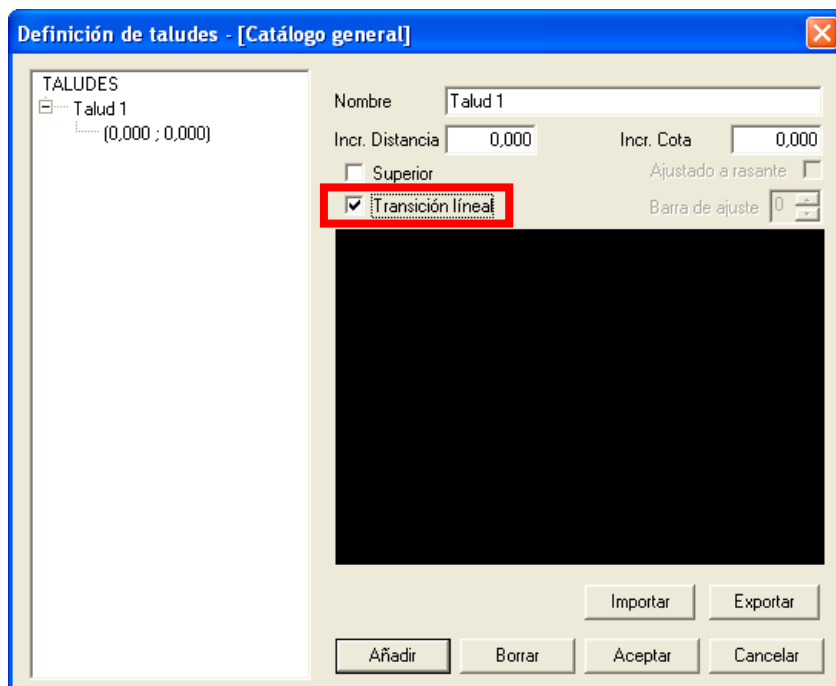 Definición de taludes - [Catálogo general]
TALUDES
Talud 1
(0,000 ; 0,000)
Nombre Talud 1
Incr. Distancia 0,000 Incr. Cota 0,000
Superior Ajustado a rasante
Transición líneal Barra de ajuste 0
Importar Exportar
Añadir Borrar Aceptar Cancelar